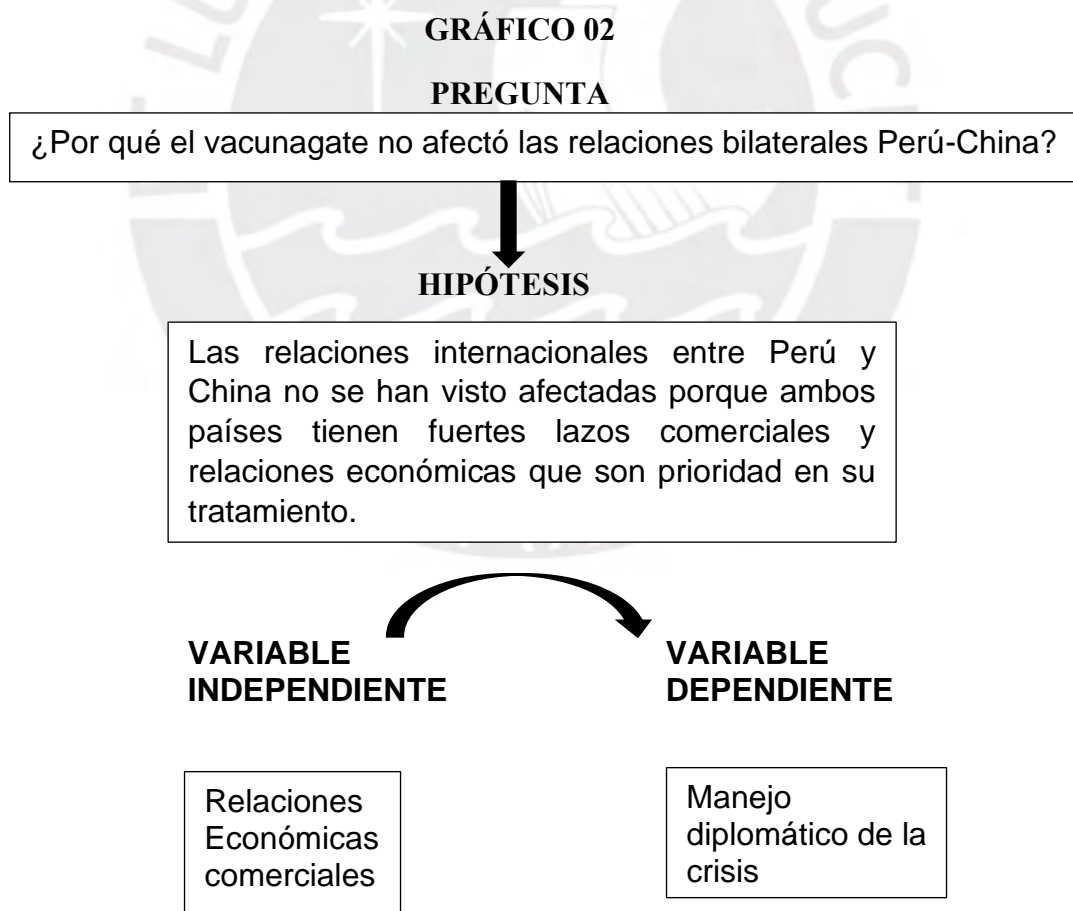 GRÁFICO 02
PREGUNTA
¿Por qué el vacunagate no afectó las relaciones bilaterales Perú-China?
HIPÓTESIS
Las relaciones internacionales entre Perú y
China no se han visto afectadas porque ambos
países tienen fuertes lazos comerciales y
relaciones económicas que son prioridad en su
tratamiento.
VARIABLE
INDEPENDIENTE
VARIABLE
DEPENDIENTE
Relaciones
Económicas
comerciales
Manejo
diplomático de la
crisis